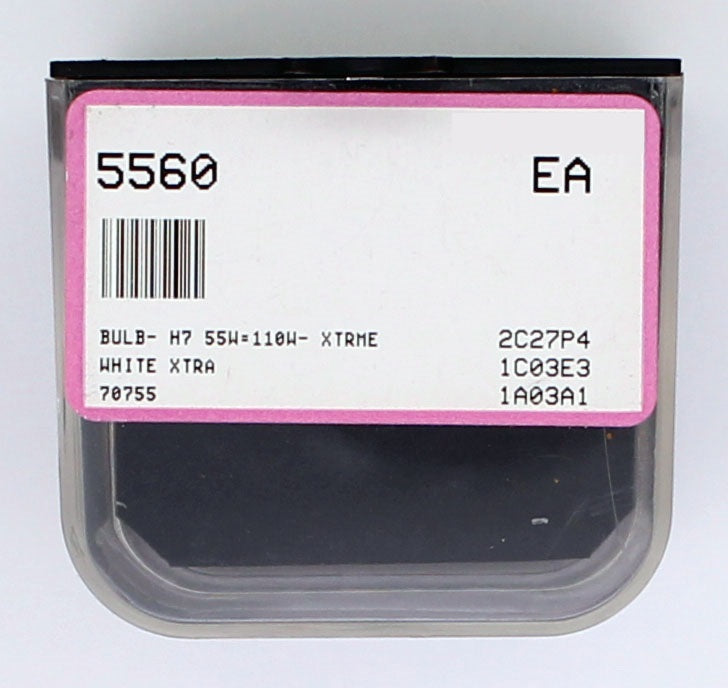 5560 EA
BULB- H7 55W=110W- XTRME 2C27P4
WHITE XTRA 1C03E3
70755 1A03A1